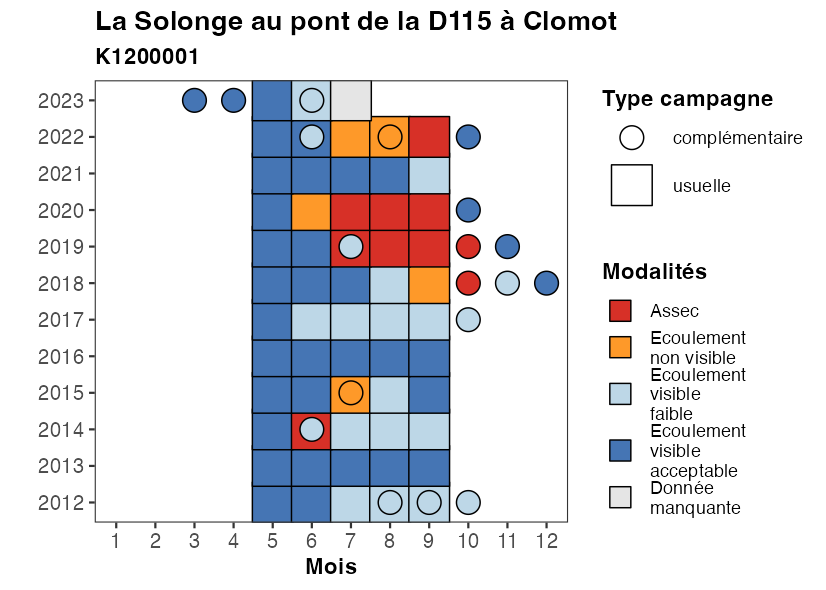 La Solonge au pont de la D115 à Clomot
K1200001
2023
2022
2021
2020
2019
2018
2017
2016
2015
2014
2013
2012
1 2 3 4 5 6 7 8 9 10 11 12
Mois
Type campagne
complémentaire
usuelle
Modalités
Assec
Ecoulement
non visible
Ecoulement
visible
faible
Ecoulement
visible
acceptable
Donnée
manquante